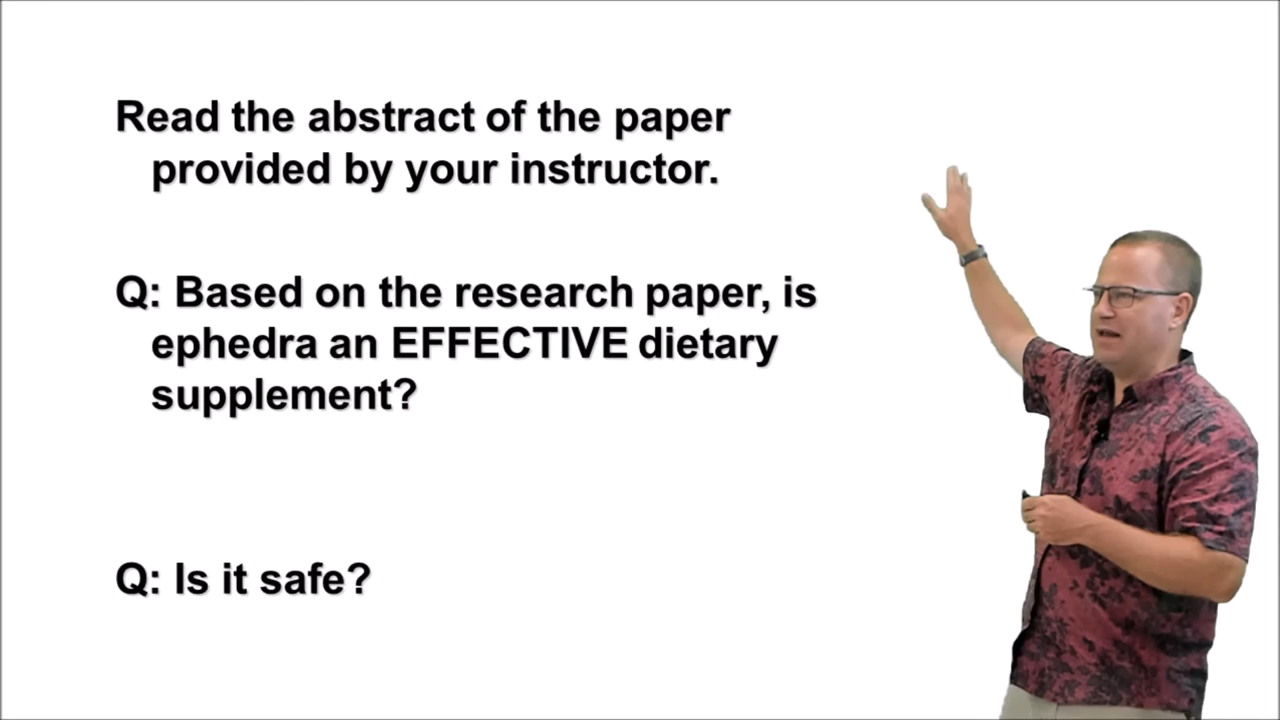 Read the abstract of the paper
provided by your instructor.
Q: Based on the research paper, is
ephedra an EFFECTIVE dietary
supplement?
Q: Is it safe?